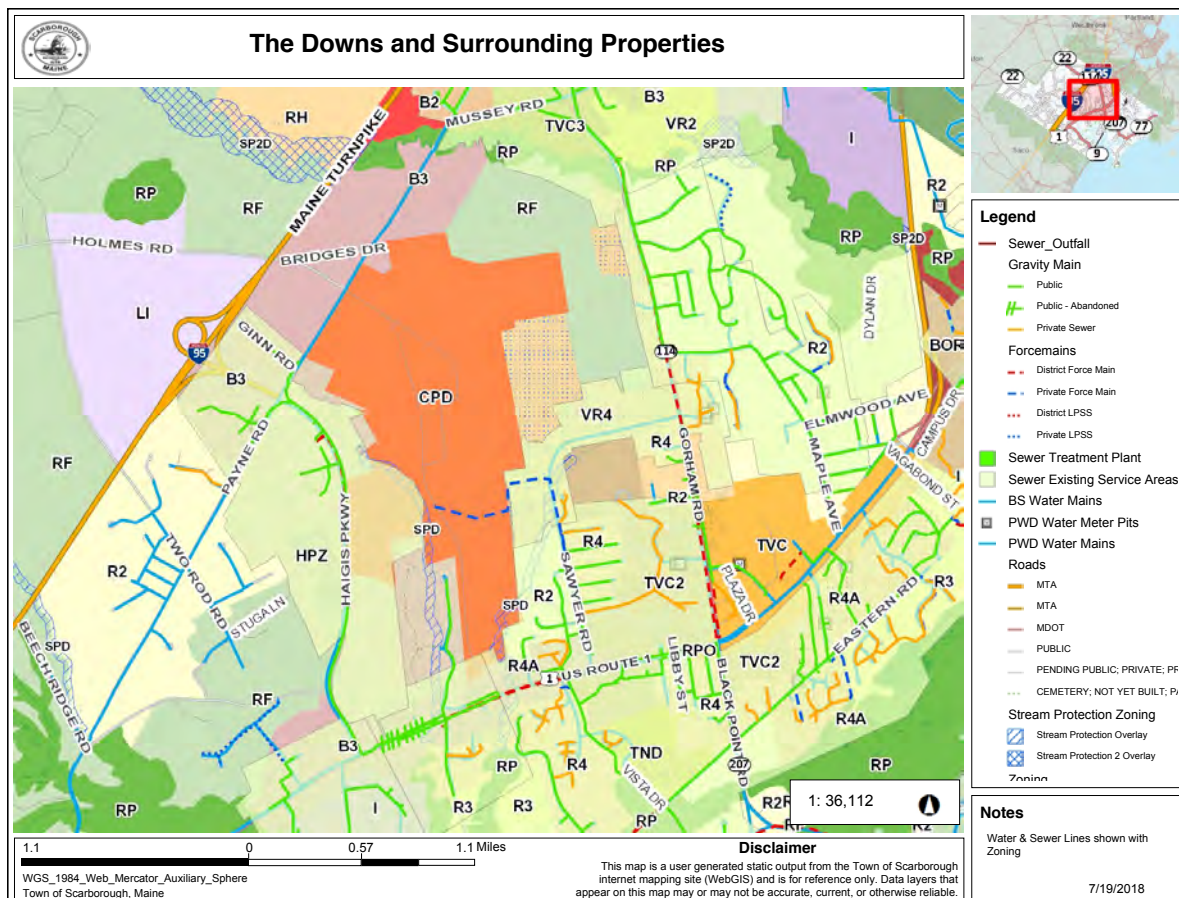 SCARBOROUGH
MAINE
The Downs and Surrounding Properties
RH
B2
MUSSEY RD
B3
TVC3
VR2
SP2D
RP
RP
SP2D
I
R2
MAINE TURNPIKE
B3
RP
RF
RF
RP
SP2D
RP
HOLMES RD
BRIDGES DR
LI
DYLAN DR
95
GINN RD
114
R2
BOR
B3
CPD
VR4
ELMWOOD AVE
CAMPUS DR
RF
PAYNE RD
R4
GORHAM RD
MAPLE AVE
VAGABOND ST
I
R2
SPD
HPZ
HAIGIS PKWY
R4
TVC
R2
TWO ROD RD
STUGA LN
SAWYER RD
TVC2
PLAZA DR
R3
R2
R4A
EASTERN RD
SPD
SPD
BEECH RIDGE RD
R4A
1
US ROUTE 1
LIBBY ST
RPO
TVC2
BLACK POINT RD
RF
R4
R4A
B3
RP
R4
TND
207
RP
VISTA DR
RP
I
R3
R3
RP
R2
R2
1: 36,112
22
22
114
95
95
207
77
1
9
Saco
Portland
Legend
Sewer_Outfall
Gravity Main
Public
Public - Abandoned
Private Sewer
Forcemains
District Force Main
Private Force Main
District LPSS
Private LPSS
Sewer Treatment Plant
Sewer Existing Service Areas
BS Water Mains
PWD Water Meter Pits
PWD Water Mains
Roads
MTA
MTA
MDOT
PUBLIC
PENDING PUBLIC; PRIVATE; PR
CEMETERY; NOT YET BUILT; PA
Stream Protection Zoning
Stream Protection Overlay
Stream Protection 2 Overlay
Zoning
Notes
Water & Sewer Lines shown with
Zoning
7/19/2018
1.1 0 0.57 1.1 Miles
WGS_1984_Web_Mercator_Auxiliary_Sphere
Town of Scarborough, Maine
Disclaimer
This map is a user generated static output from the Town of Scarborough
internet mapping site (WebGIS) and is for reference only. Data layers that
appear on this map may or may not be accurate, current, or otherwise reliable.